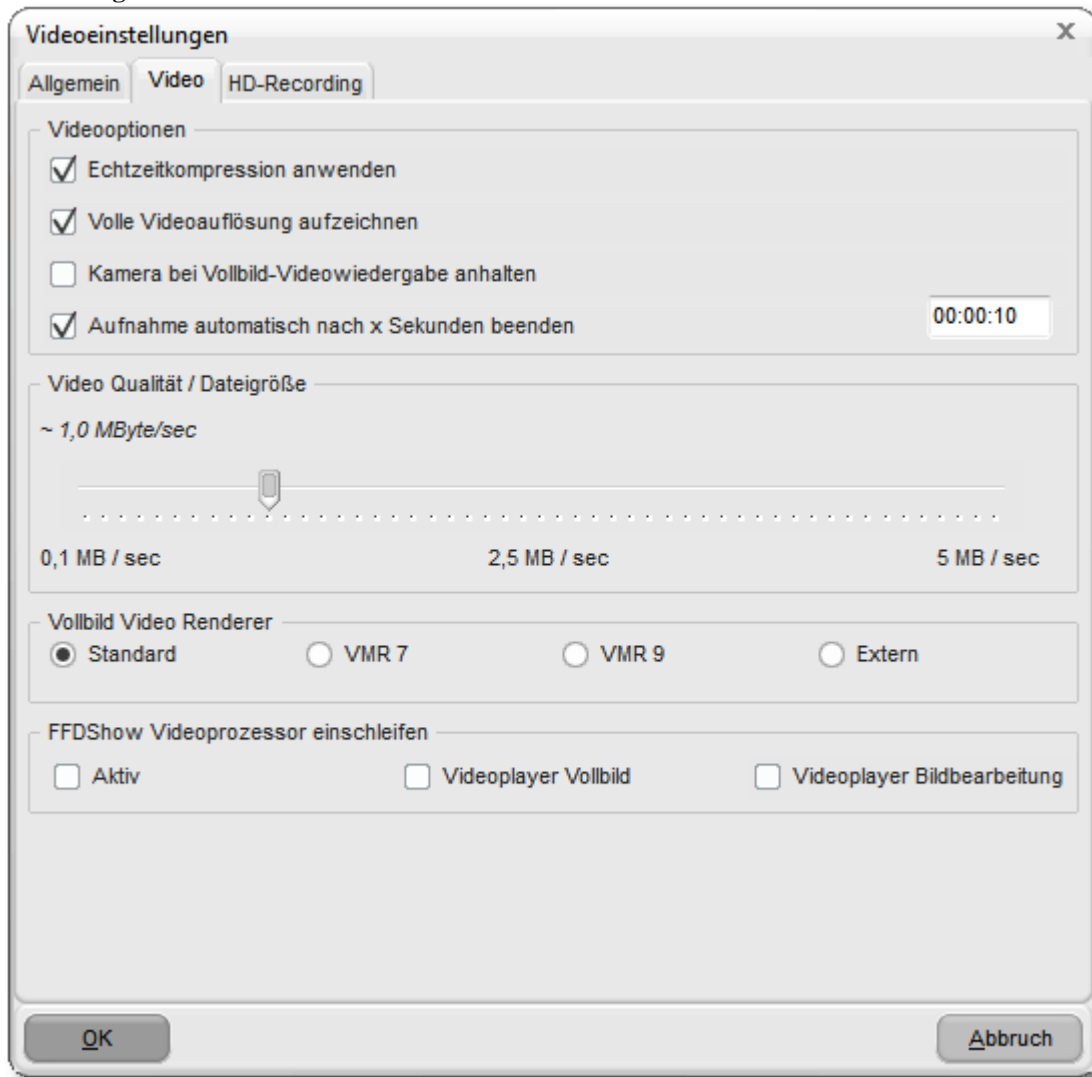 Videoeinstellungen
Allgemein Video HD-Recording
Videooptionen
Echtzeitkompression anwenden
Volle Videoauflösung aufzeichnen
Kamera bei Vollbild-Videowiedergabe anhalten
Aufnahme automatisch nach x Sekunden beenden 00:00:10
Video Qualität / Dateigröße
~ 1,0 MByte/sec
0,1 MB / sec 2,5 MB / sec 5 MB / sec
Vollbild Video Renderer
Standard VMR 7 VMR 9 Extern
FFDShow Videoprozessor einschleifen
Aktiv Videoplayer Vollbild Videoplayer Bildbearbeitung
OK Abbruch